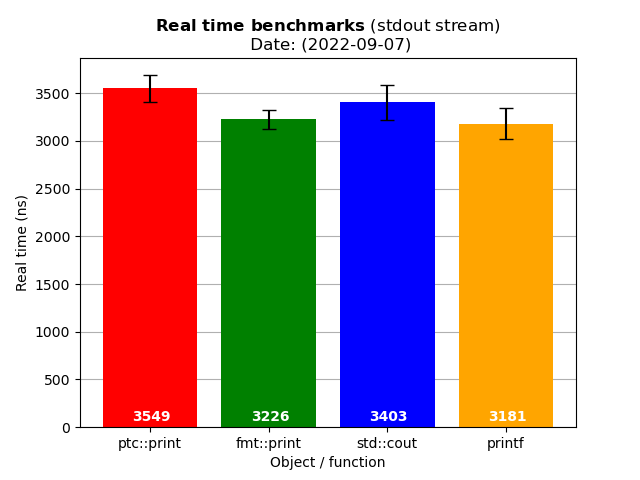 Real time benchmarks (stdout stream)
Date: (2022-09-07)
Real time (ns)
3500
3000
2500
2000
1500
1000
500
0
3549
3226
3403
3181
ptc::print
fmt::print
std::cout
printf
Object / function